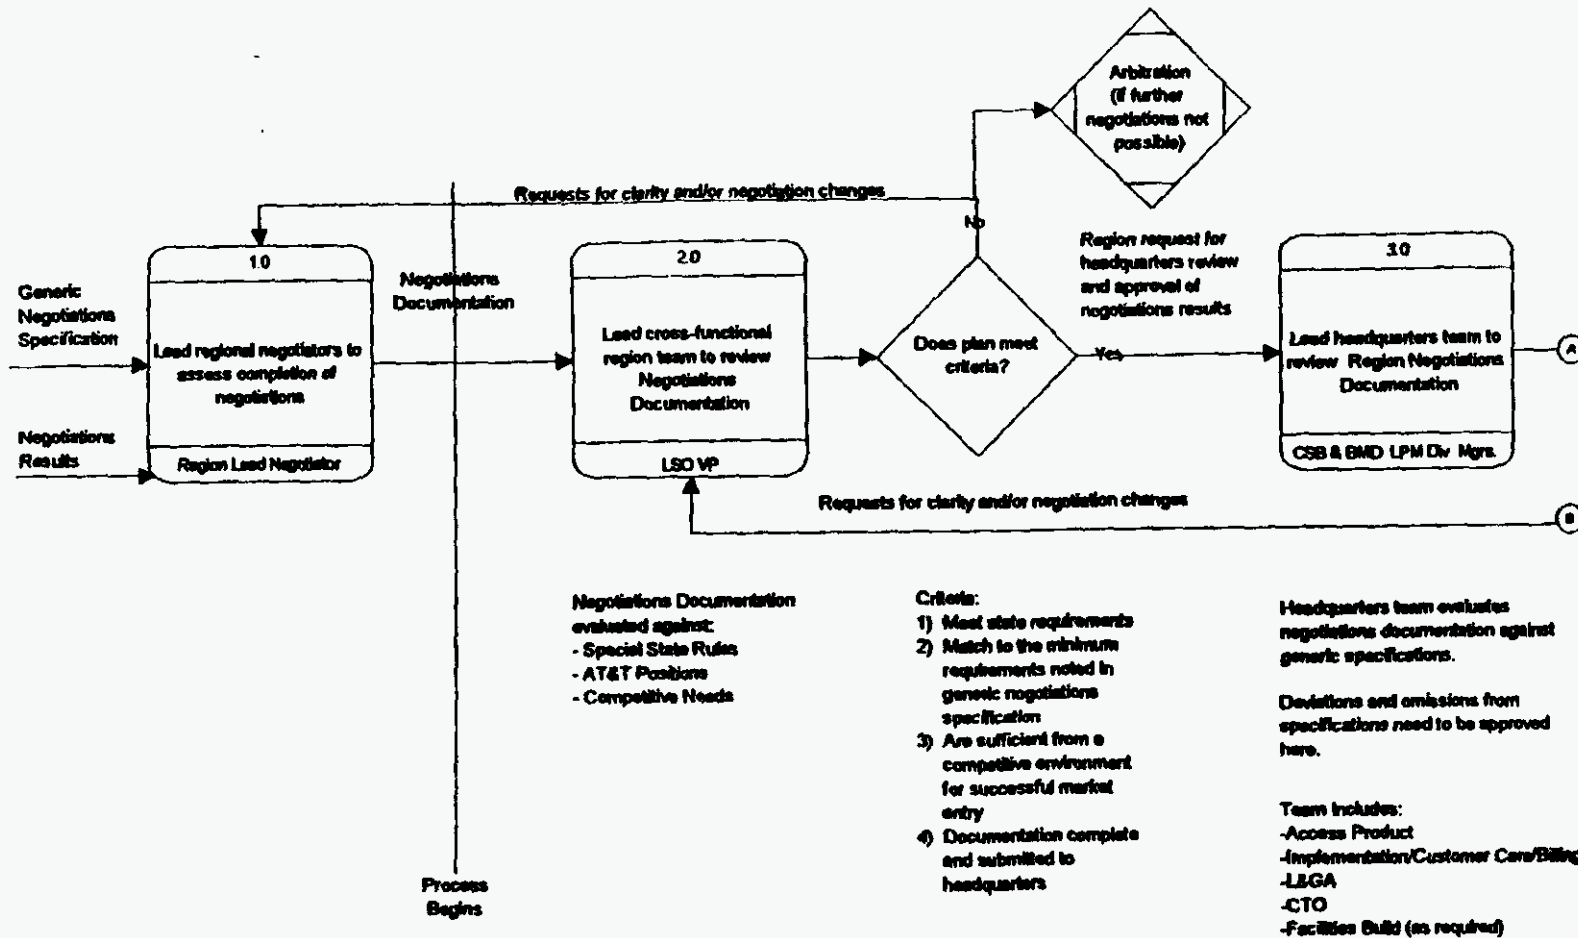 Arbitration
(if further
negotiations not
possible)
Requests for clarity and/or negotiation changes
No
1.0
2.0
Region request for
headquarters review
and approval of
negotiations results
3.0
Generic
Negotiations
Specification
Negotiations
Documentation
Lead regional negotiators to
assess completion of
negotiations
Lead cross-functional
region team to review
Negotiations
Documentation
Does plan meet
criteria?
Yes
Lead headquarters team to
review Region Negotiations
Documentation
A
Negotiations
Results
Region Lead Negotiator
LSO VP
CSB & BMD LPM Div Mgrs.
Requests for clarity and/or negotiation changes
B
Negotiations Documentation
evaluated against:
- Special State Rules
- AT&T Positions
- Competitive Needs
Criteria:
1) Meet state requirements
2) Match to the minimum
requirements noted in
generic negotiations
specification
3) Are sufficient from a
competitive environment
for successful market
entry
4) Documentation complete
and submitted to
headquarters
Headquarters team evaluates
negotiations documentation against
generic specifications.
Deviations and omissions from
specifications need to be approved
here.
Team Includes:
-Access Product
-Implementation/Customer Care/Billing
-L&GA
-CTO
-Facilities Build (as required)
Process
Begins